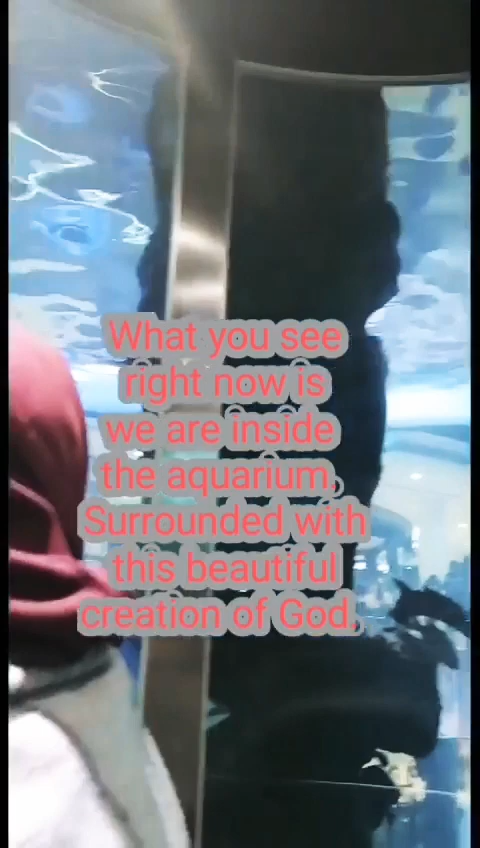 What you see
right now is
we are inside
the aquarium,
Surrounded with
this beautiful
creation of God.